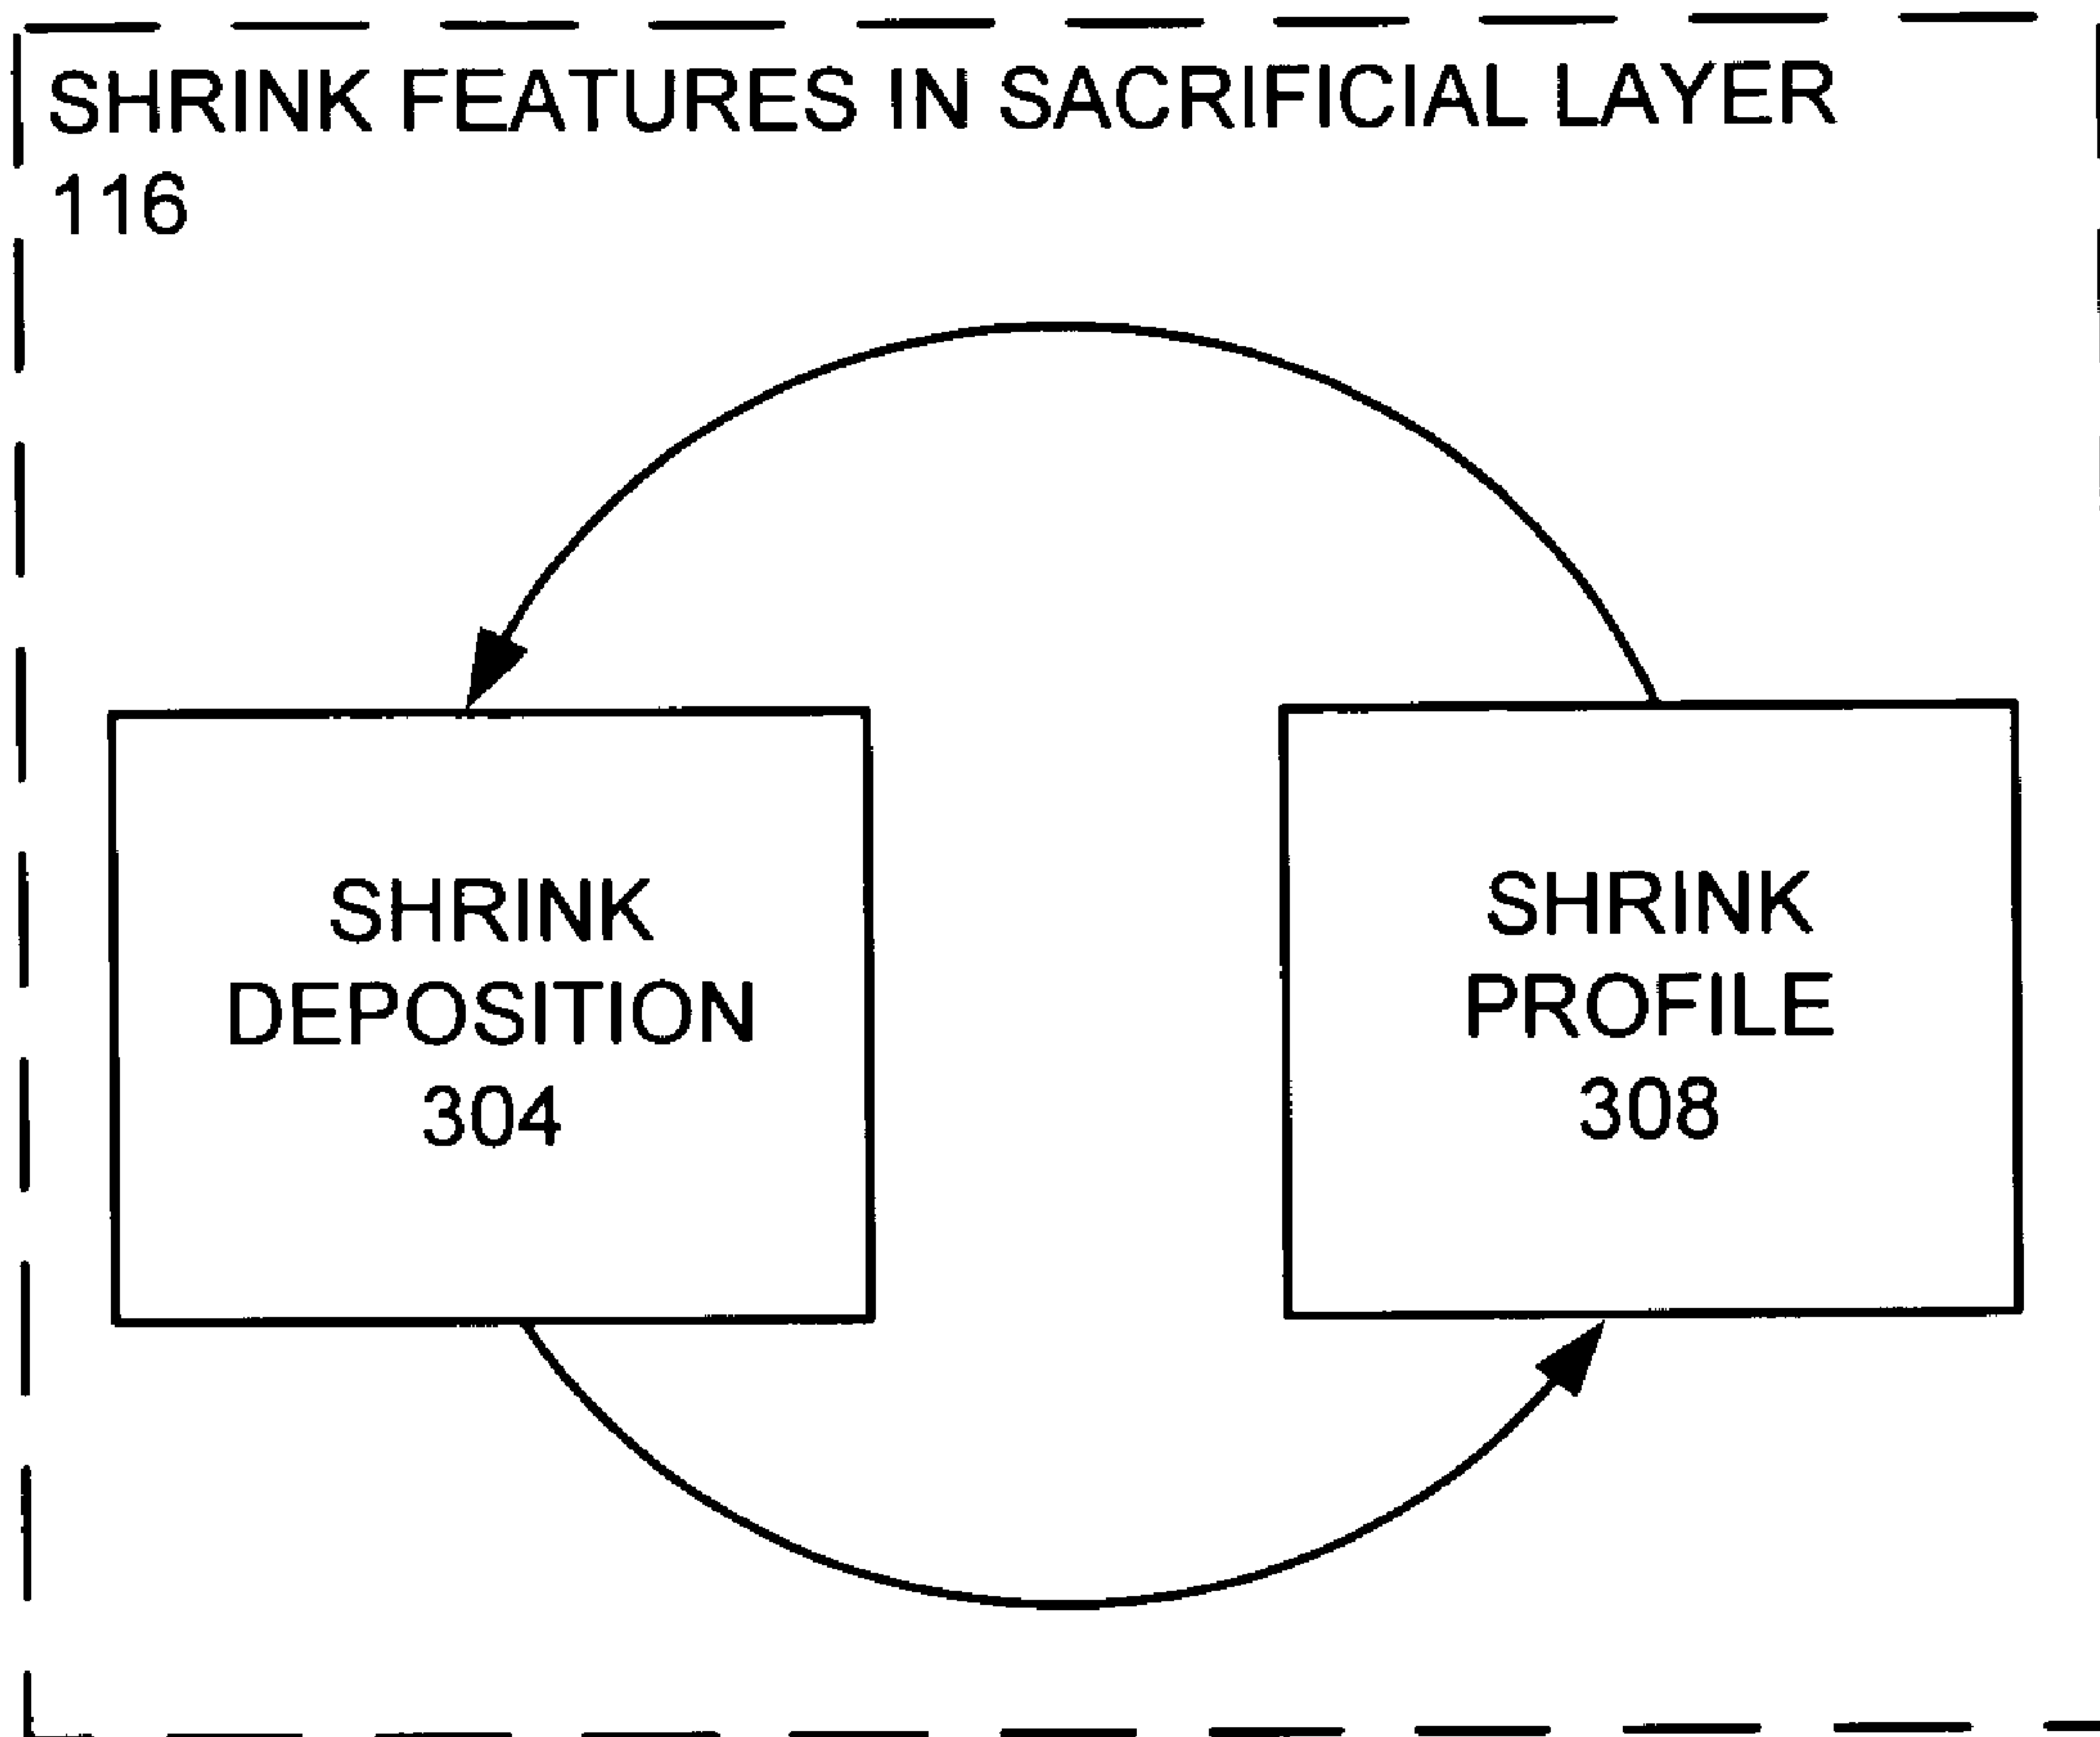 SHRINK FEATURES IN SACRIFICIAL LAYER
116
SHRINK
DEPOSITION
304
SHRINK
PROFILE
308